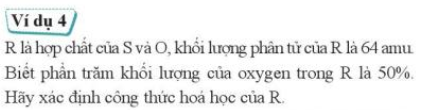 Ví dụ 4
R là hợp chất của S và O, khối lượng phân tử của R là 64 amu.
Biết phần trăm khối lượng của oxygen trong R là 50%.
Hãy xác định công thức hoá học của R.